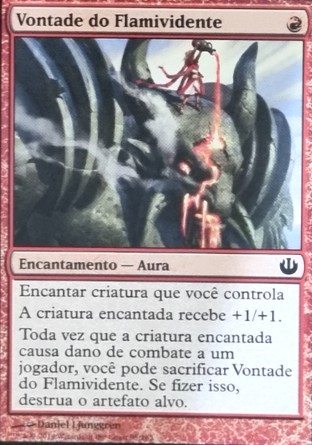 Vontade do Flamividente
Encantamento — Aura
Encantar criatura que você controla
A criatura encantada recebe +1/+1.
Toda vez que a criatura encantada
causa dano de combate a um
jogador, você pode sacrificar Vontade
do Flamividente. Se fizer isso,
destrua o artefato alvo.
Daniel Ljunggren